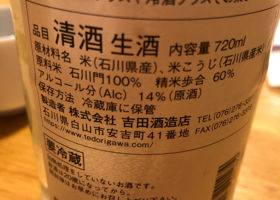 品目 清酒 生酒 内容量 720ml
原材料名 米(石川県産)、米こうじ(石川県産米)
原料米 石川門100% 精米歩合 60%
アルコール分(Alc) 14%(原酒)
保存方法 冷蔵庫に保管
製造者 株式会社 吉田酒造店
石川県白山市安吉町41番地
www.tedorigawa.com
TEL(076)276-33
FAX(076)276-
要冷蔵